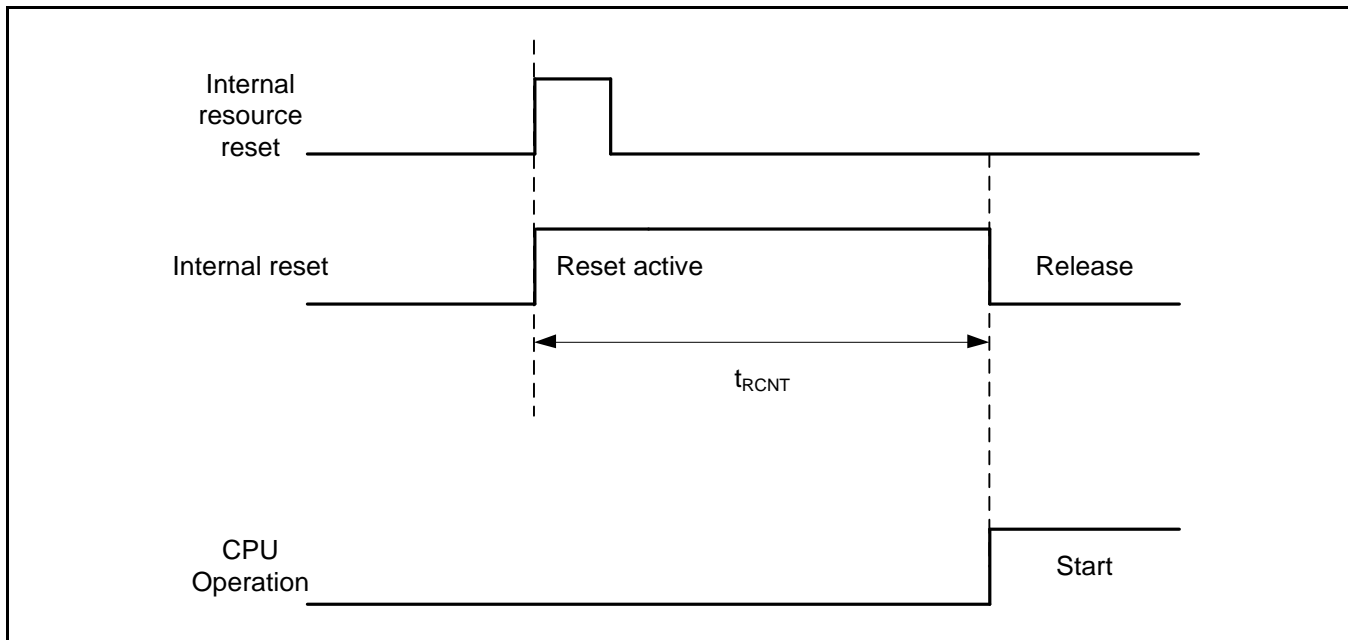 Internal
resource
reset
Internal reset
Reset active
Release
tRCNT
CPU
Operation
Start